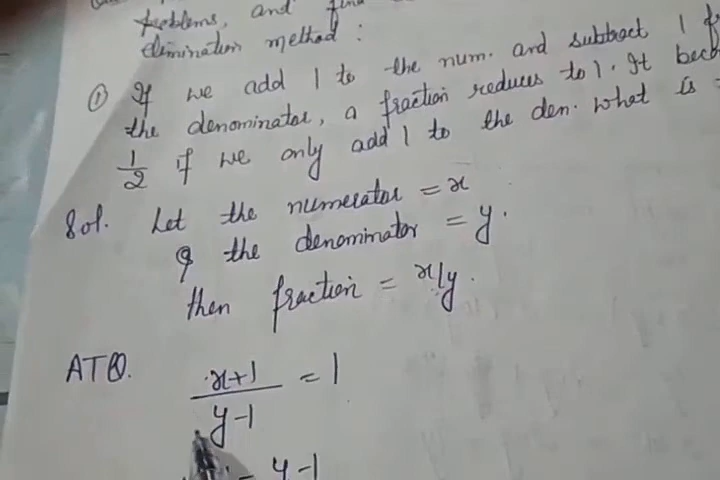 problems, and find
elimination method :
① If we add 1 to the num. and subtract 1
the denominator, a fraction reduces to 1. It
1/2 if we only add 1 to the den. what is
Sol. Let the numerator = x
& the denominator = y.
then fraction = x/y.
ATQ. x+1/y-1 = 1
= y-1